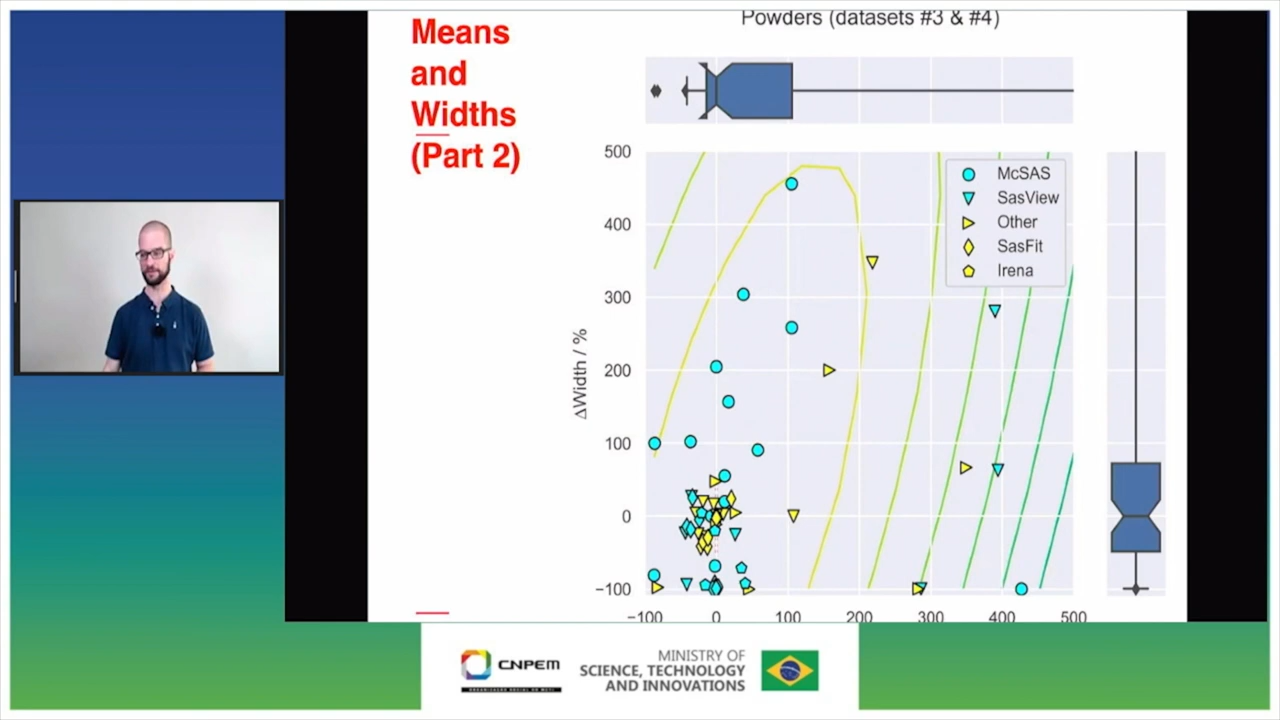 Means
and
Widths
(Part 2)
Powders (datasets #3 & #4)
500
400
300
200
100
0
−100
ΔWidth / %
McSAS
SasView
Other
SasFit
Irena
−100 0 100 200 300 400 500
CNPEM
MINISTRY OF
SCIENCE, TECHNOLOGY
AND INNOVATIONS